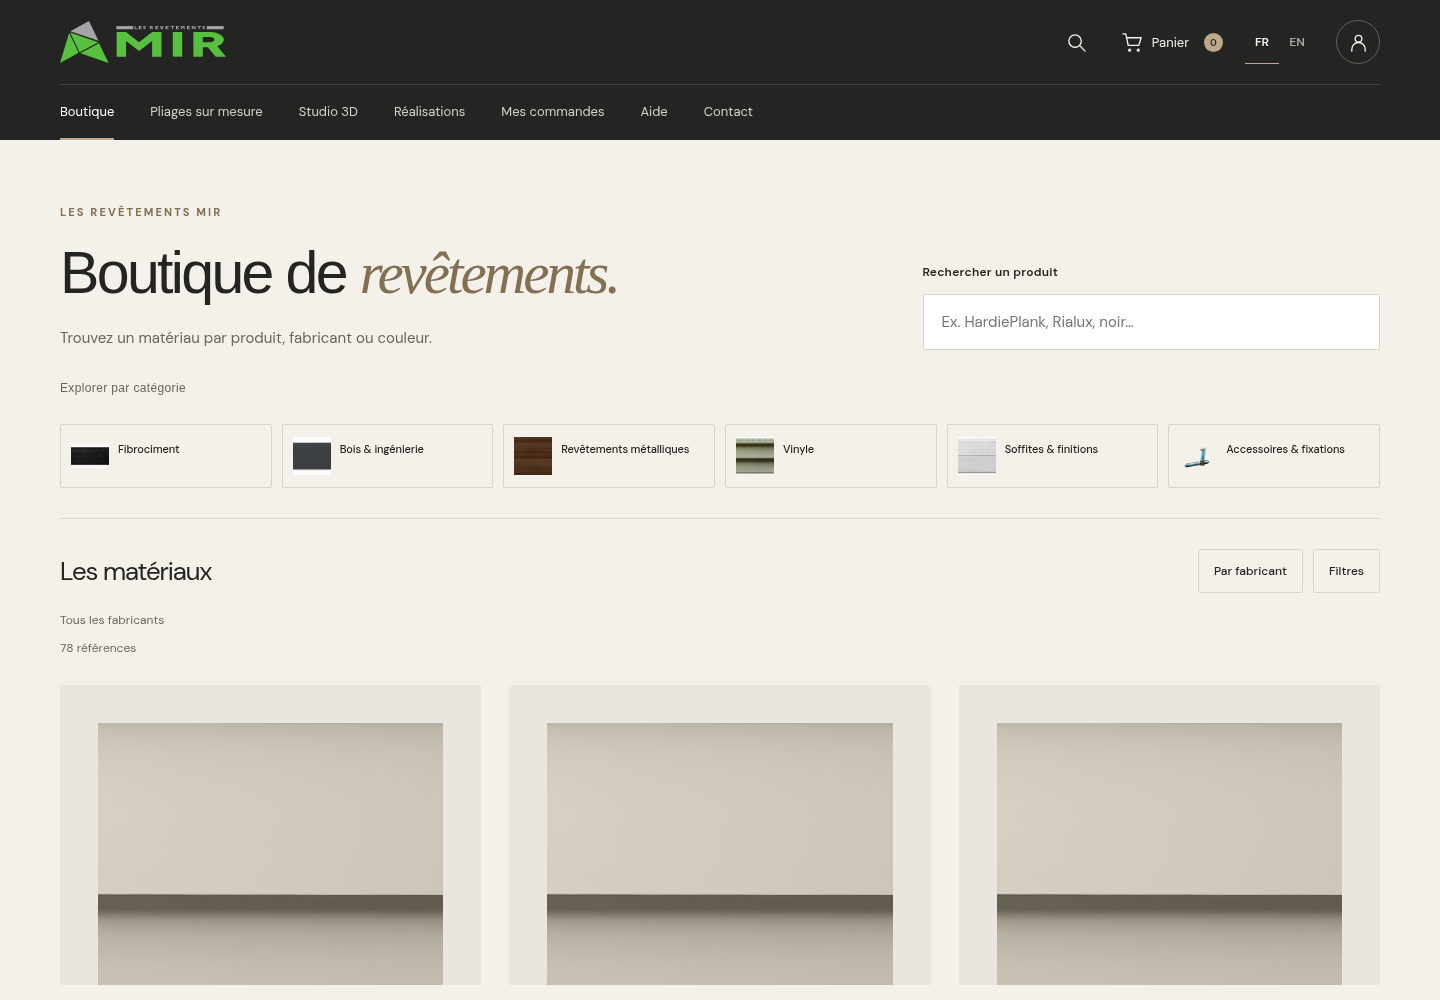 LES REVETEMENTS
MIR
Panier 0 FR EN
Boutique Pliages sur mesure Studio 3D Réalisations Mes commandes Aide Contact
LES REVÊTEMENTS MIR
Boutique de revêtements.
Rechercher un produit
Ex. HardiePlank, Rialux, noir…
Trouvez un matériau par produit, fabricant ou couleur.
Explorer par catégorie
Fibrociment Bois & ingénierie Revêtements métalliques Vinyle Soffites & finitions Accessoires & fixations
Les matériaux
Par fabricant Filtres
Tous les fabricants
78 références